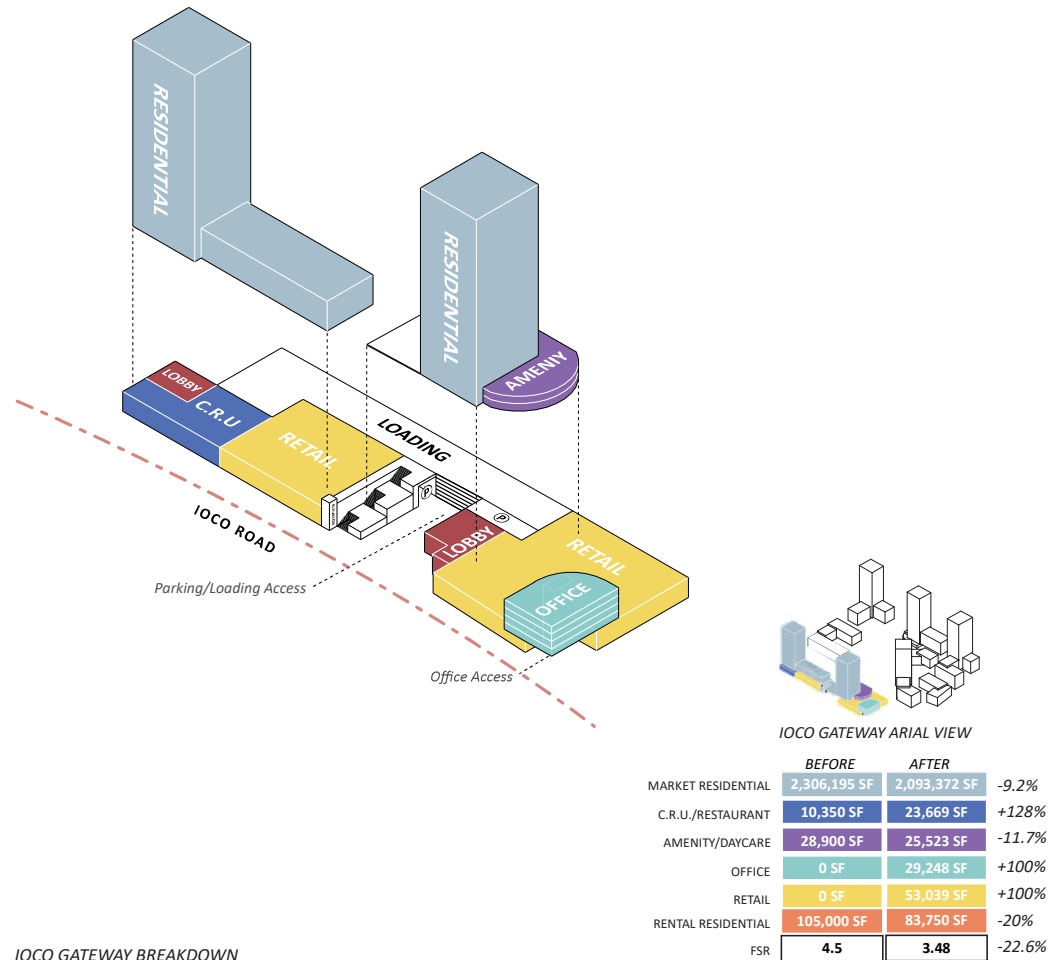 RESIDENTIAL
RESIDENTIAL
AMENIY
LOBBY
C.R.U
RETAIL
LOADING
P
P
LOBBY
RETAIL
OFFICE
IOCO ROAD
Parking/Loading Access
Office Access
IOCO GATEWAY ARIAL VIEW
BEFORE AFTER
MARKET RESIDENTIAL 2,306,195 SF 2,093,372 SF -9.2%
C.R.U./RESTAURANT 10,350 SF 23,669 SF +128%
AMENITY/DAYCARE 28,900 SF 25,523 SF -11.7%
OFFICE 0 SF 29,248 SF +100%
RETAIL 0 SF 53,039 SF +100%
RENTAL RESIDENTIAL 105,000 SF 83,750 SF -20%
FSR 4.5 3.48 -22.6%
IOCO GATEWAY BREAKDOWN